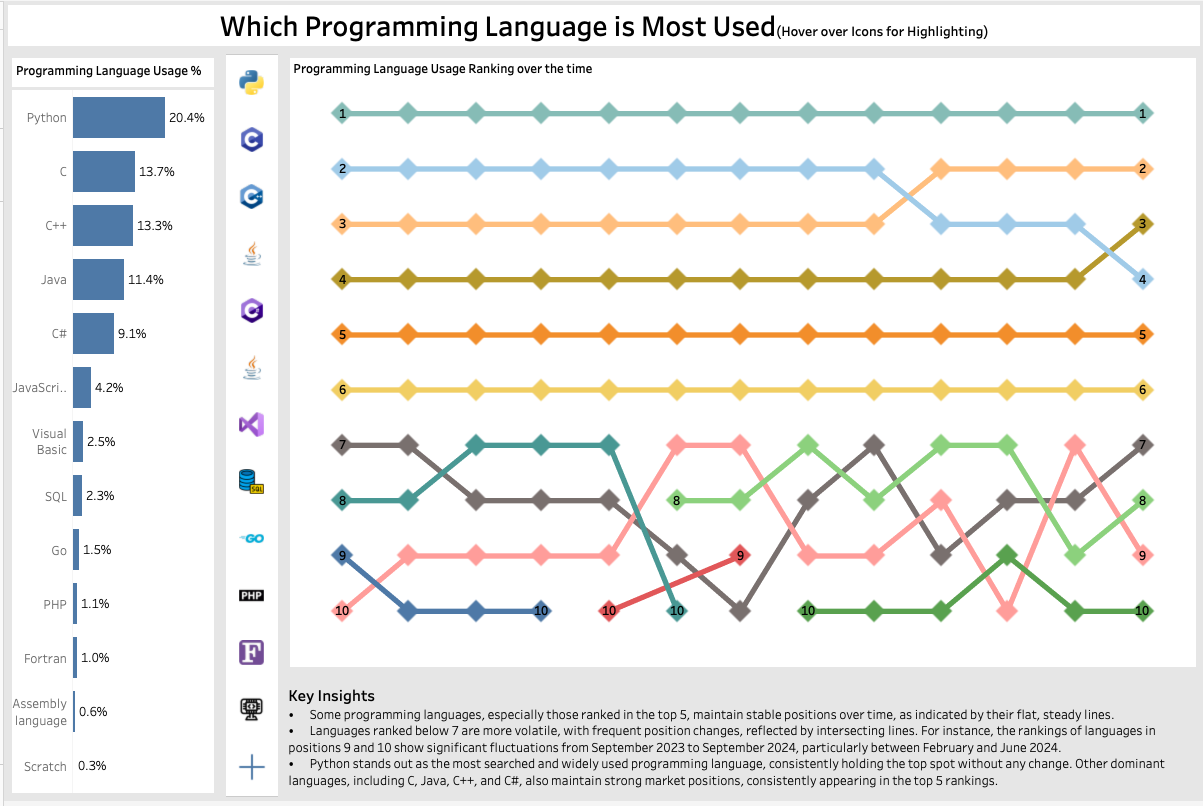 Which Programming Language is Most Used(Hover over Icons for Highlighting)
Programming Language Usage %
Python 20.4%
C 13.7%
C++ 13.3%
Java 11.4%
C# 9.1%
JavaScri.. 4.2%
Visual
Basic 2.5%
SQL 2.3%
Go 1.5%
PHP 1.1%
Fortran 1.0%
Assembly
language 0.6%
Scratch 0.3%
C
C++
C#
SQL
GO
PHP
F
Programming Language Usage Ranking over the time
1 1
2 2
3 3
4 4
5 5
6 6
7 7
8 8 8
9 9 9
10 10 10 10 10 10
Key Insights
• Some programming languages, especially those ranked in the top 5, maintain stable positions over time, as indicated by their flat, steady lines.
• Languages ranked below 7 are more volatile, with frequent position changes, reflected by intersecting lines. For instance, the rankings of languages in
positions 9 and 10 show significant fluctuations from September 2023 to September 2024, particularly between February and June 2024.
• Python stands out as the most searched and widely used programming language, consistently holding the top spot without any change. Other dominant
languages, including C, Java, C++, and C#, also maintain strong market positions, consistently appearing in the top 5 rankings.